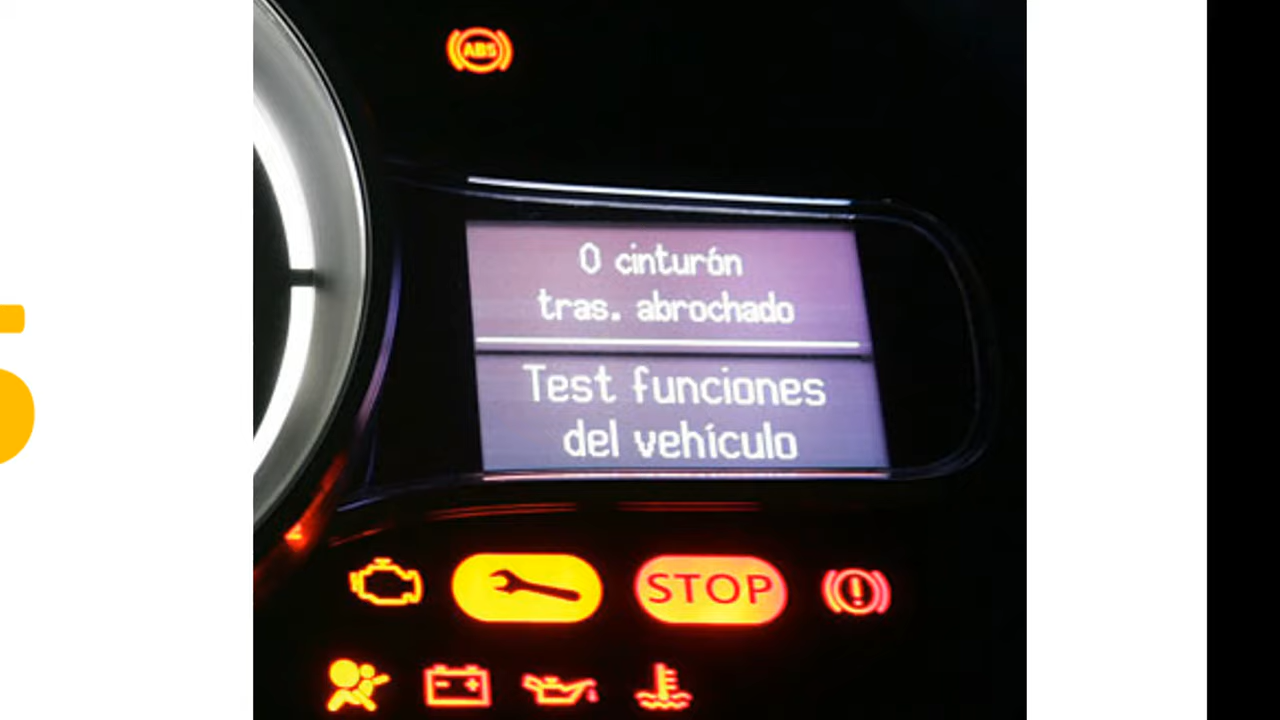 ABS
0 cinturón
tras. abrochado
Test funciones
del vehículo
STOP